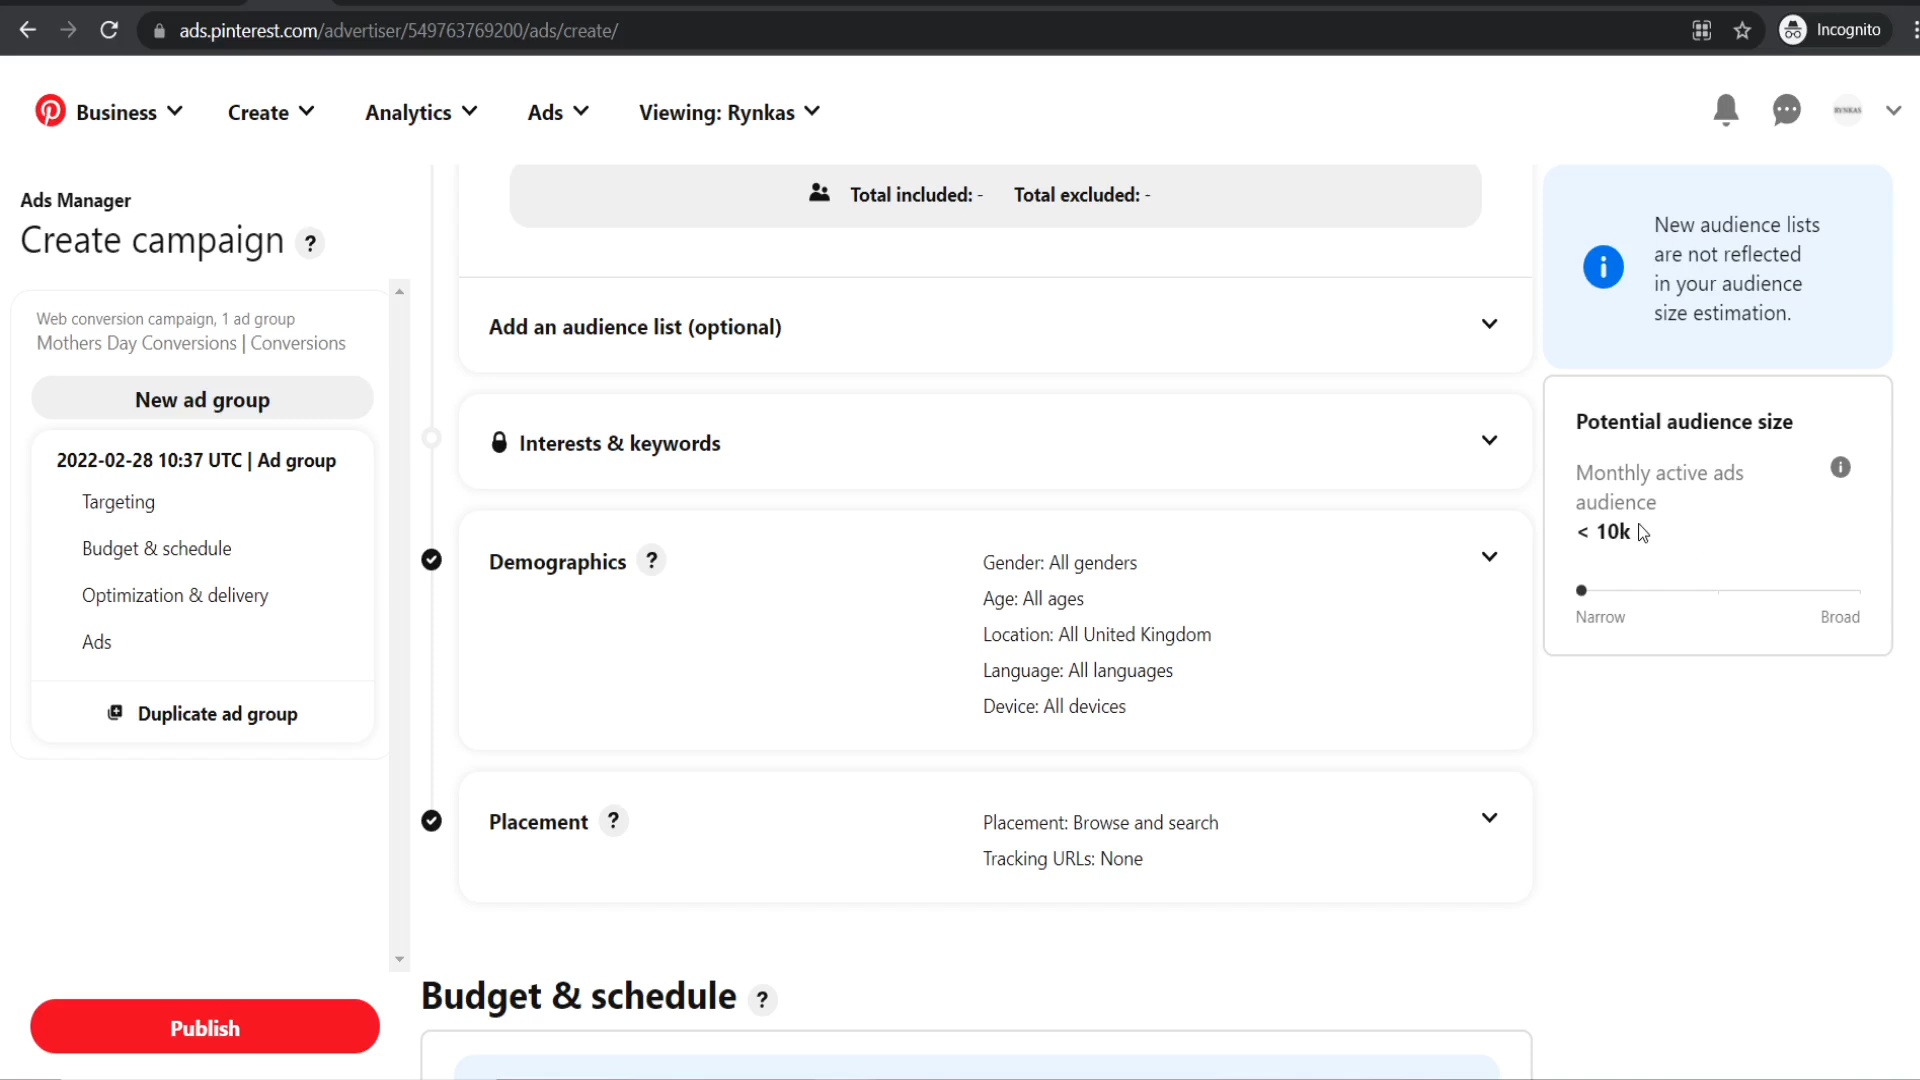 ads.pinterest.com/advertiser/549763769200/ads/create/
Incognito
Business
Create
Analytics
Ads
Viewing: Rynkas
RYNKAS
Ads Manager
Create campaign ?
Web conversion campaign, 1 ad group
Mothers Day Conversions | Conversions
New ad group
2022-02-28 10:37 UTC | Ad group
Targeting
Budget & schedule
Optimization & delivery
Ads
Duplicate ad group
Publish
Total included: - Total excluded: -
Add an audience list (optional)
Interests & keywords
Demographics ?
Gender: All genders
Age: All ages
Location: All United Kingdom
Language: All languages
Device: All devices
Placement ?
Placement: Browse and search
Tracking URLs: None
Budget & schedule ?
New audience lists
are not reflected
in your audience
size estimation.
Potential audience size
Monthly active ads
audience
< 10k
Narrow Broad